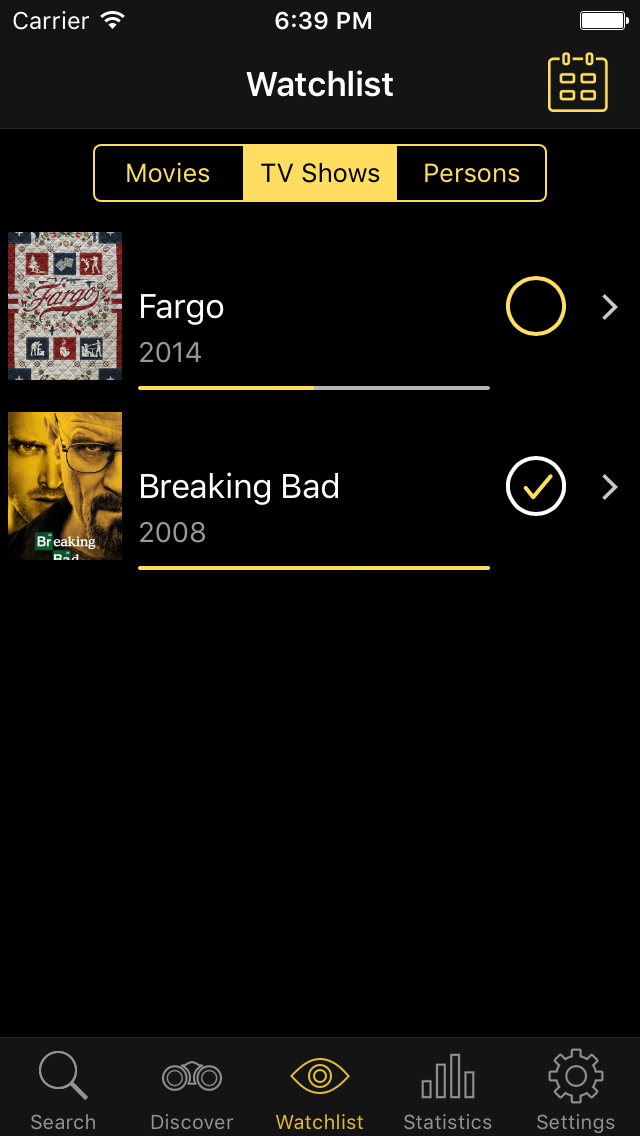 Carrier 6:39 PM
Watchlist
Movies TV Shows Persons
Fargo
Fargo
2014
Breaking Bad
Breaking
Bad
2008
Search Discover Watchlist Statistics Settings